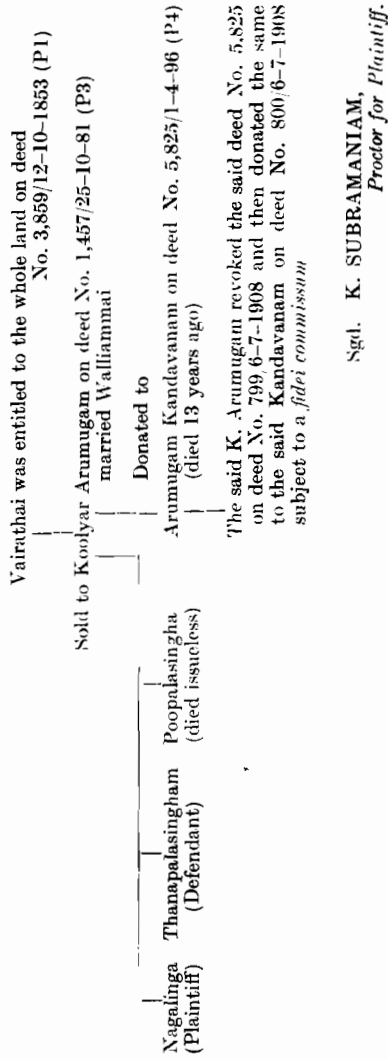 Vairathai was entitled to the whole land on deed
No. 3,859/12-10-1853 (P1)
Sold to Koolyar Arumugam on deed No. 1,457/25-10-81 (P3)
married Walliammai
Donated to
Arumugam Kandavanam on deed No. 5,825/1-4-96 (P4)
(died 13 years ago)
The said K. Arumugam revoked the said deed No. 5,825
on deed No. 799/6-7-1908 and then donated the same
to the said Kandavanam on deed No. 800/6-7-1908
subject to a fidei commissum
Nagalinga
(Plaintiff)
Thanapalasingham
(Defendant)
Poopalasingha
(died issueless)
Sgd. K. SUBRAMANIAM,
Proctor for Plaintiff.